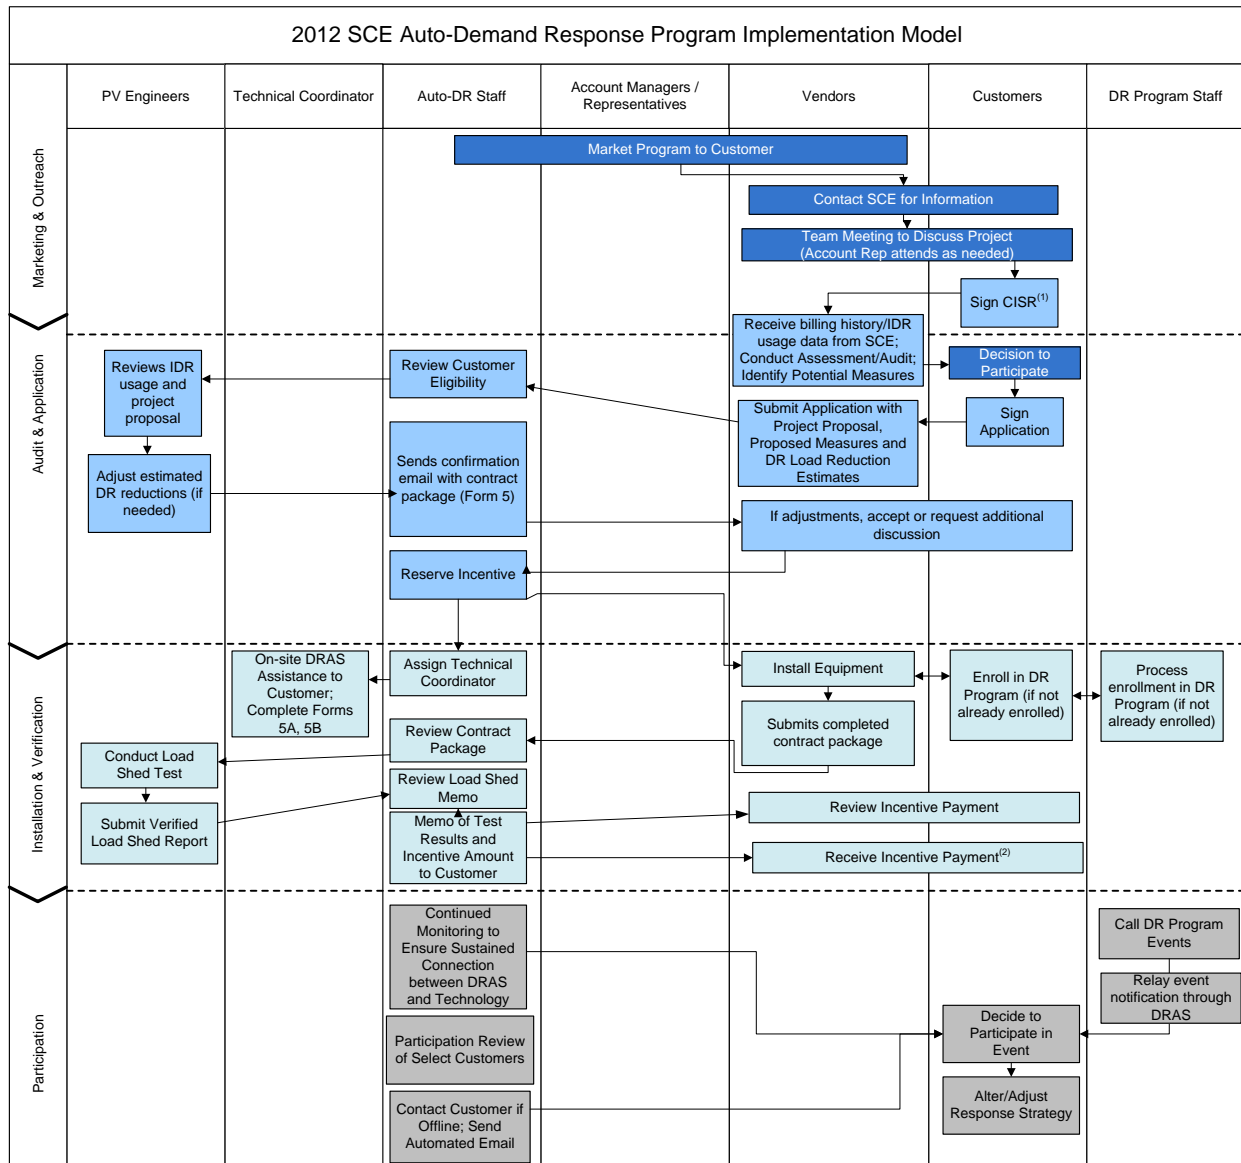 2012 SCE Auto-Demand Response Program Implementation Model
PV Engineers
Technical Coordinator
Auto-DR Staff
Account Managers /
Representatives
Vendors
Customers
DR Program Staff
Marketing & Outreach
Market Program to Customer
Contact SCE for Information
Team Meeting to Discuss Project
(Account Rep attends as needed)
Sign CISR(1)
Audit & Application
Reviews IDR
usage and
project
proposal
Review Customer
Eligibility
Receive billing history/IDR
usage data from SCE;
Conduct Assessment/Audit;
Identify Potential Measures
Decision to
Participate
Submit Application with
Project Proposal,
Proposed Measures and
DR Load Reduction
Estimates
Sign
Application
Adjust estimated
DR reductions (if
needed)
Sends confirmation
email with contract
package (Form 5)
If adjustments, accept or request additional
discussion
Reserve Incentive
Installation & Verification
On-site DRAS
Assistance to
Customer;
Complete Forms
5A, 5B
Assign Technical
Coordinator
Install Equipment
Enroll in DR
Program (if not
already enrolled)
Process
enrollment in DR
Program (if not
already enrolled)
Review Contract
Package
Submits completed
contract package
Conduct Load
Shed Test
Review Load Shed
Memo
Submit Verified
Load Shed Report
Memo of Test
Results and
Incentive Amount
to Customer
Review Incentive Payment
Receive Incentive Payment(2)
Participation
Continued
Monitoring to
Ensure Sustained
Connection
between DRAS
and Technology
Call DR Program
Events
Relay event
notification through
DRAS
Participation Review
of Select Customers
Decide to
Participate in
Event
Contact Customer if
Offline; Send
Automated Email
Alter/Adjust
Response Strategy